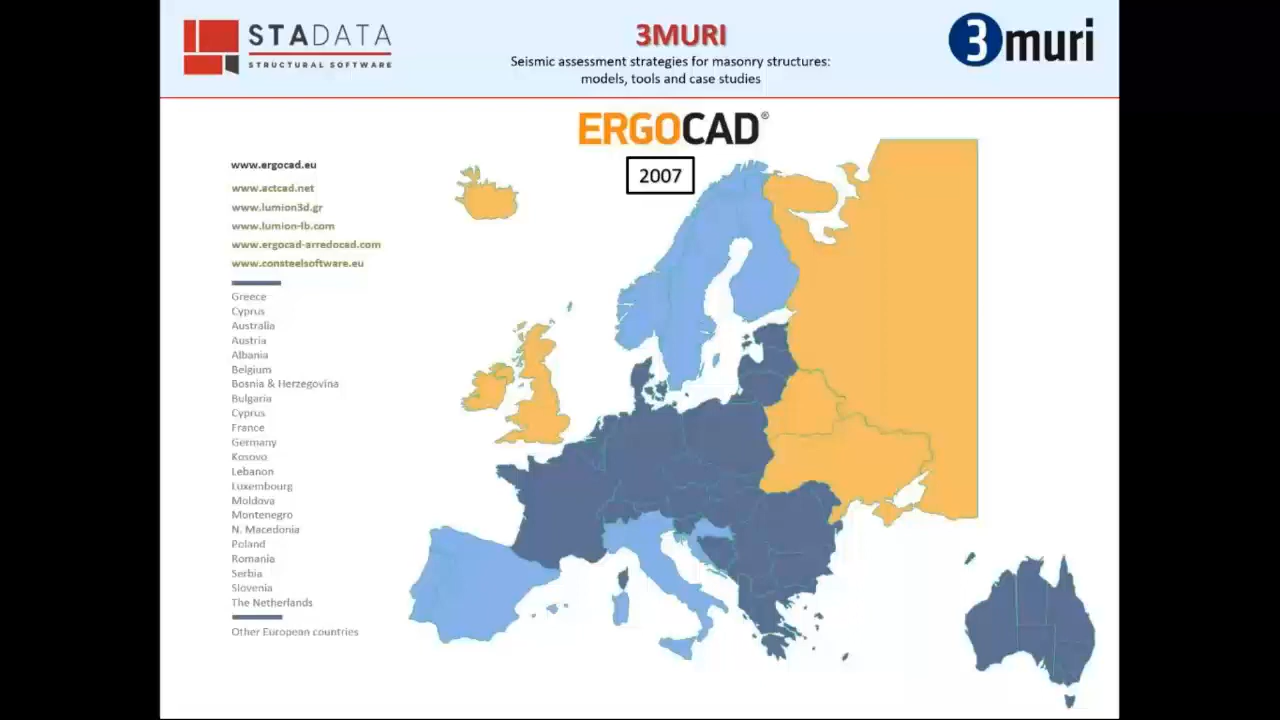 STADATA
STRUCTURAL SOFTWARE
3MURI
Seismic assessment strategies for masonry structures:
models, tools and case studies
3muri
ERGOCAD®
2007
www.ergocad.eu
www.actcad.net
www.lumion3d.gr
www.lumion-lb.com
www.ergocad-arredocad.com
www.consteelsoftware.eu
Greece
Cyprus
Australia
Austria
Albania
Belgium
Bosnia & Herzegovina
Bulgaria
Cyprus
France
Germany
Kosovo
Lebanon
Luxembourg
Moldova
Montenegro
N. Macedonia
Poland
Romania
Serbia
Slovenia
The Netherlands
Other European countries